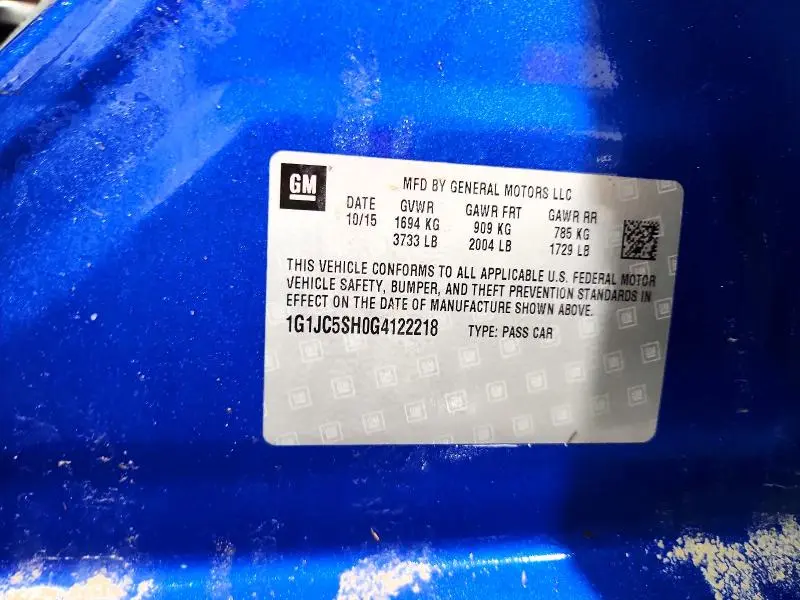 GM
MFD BY GENERAL MOTORS LLC
DATE GVWR GAWR FRT GAWR RR
10/15 1694 KG 909 KG 785 KG
3733 LB 2004 LB 1729 LB
THIS VEHICLE CONFORMS TO ALL APPLICABLE U.S. FEDERAL MOTOR
VEHICLE SAFETY, BUMPER, AND THEFT PREVENTION STANDARDS IN
EFFECT ON THE DATE OF MANUFACTURE SHOWN ABOVE.
1G1JC5SH0G4122218 TYPE: PASS CAR